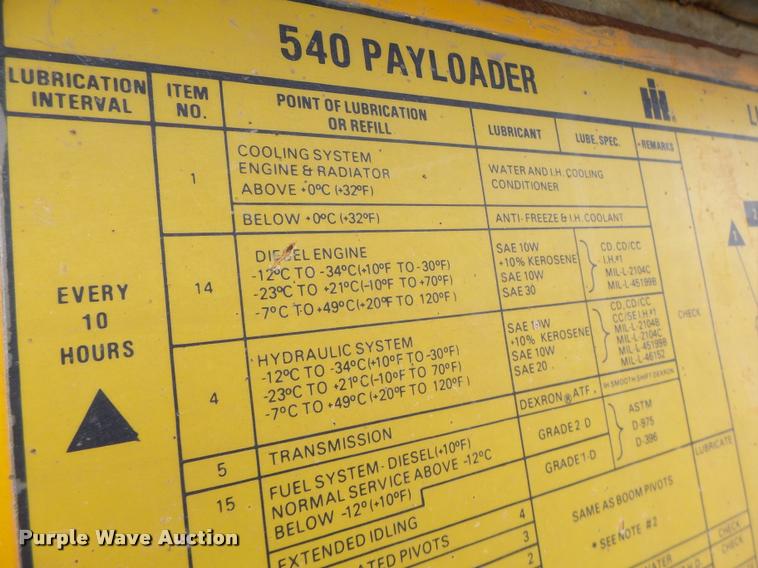 540 PAYLOADER
LUBRICATION INTERVAL
ITEM NO.
POINT OF LUBRICATION OR REFILL
LUBRICANT
LUBE. SPEC.
REMARKS
EVERY
10
HOURS
1
COOLING SYSTEM
ENGINE & RADIATOR
ABOVE +0°C (+32°F)
WATER AND I.H. COOLING
CONDITIONER
BELOW +0°C (+32°F)
ANTI-FREEZE & I.H. COOLANT
14
DIESEL ENGINE
-12°C TO -34°C(+10°F TO -30°F)
-23°C TO +21°C(-10°F TO +70°F)
-7°C TO +49°C(+20°F TO 120°F)
SAE 10W
+10% KEROSENE
SAE 10W
SAE 30
CD, CD/CC
I.H.#1
MIL-L-2104C
MIL-L-45199B
CHECK
4
HYDRAULIC SYSTEM
-12°C TO -34°C(+10°F TO -30°F)
-23°C TO +21°C(-10°F TO 70°F)
-7°C TO +49°C(+20°F TO 120°F)
SAE 10W
+10% KEROSENE
SAE 10W
SAE 20
CD, CD/CC
CC/SE I.H.#1
MIL-L-2104B
MIL-L-2104C
MIL-L-45199B
MIL-L-46152
5
TRANSMISSION
DEXRON® ATF.
IH SMOOTH SHIFT DEXRON
15
FUEL SYSTEM - DIESEL(+10°F)
NORMAL SERVICE ABOVE -12°C
BELOW -12° (+10°F)
GRADE 2 D
GRADE 1-D
ASTM
D-975
D-396
EXTENDED IDLING
4
SAME AS BOOM PIVOTS
LUBRICATE
PIVOTS
3
* SEE NOTE #2
CHECK
2
WATER
CHECK
1
2
Purple Wave Auction